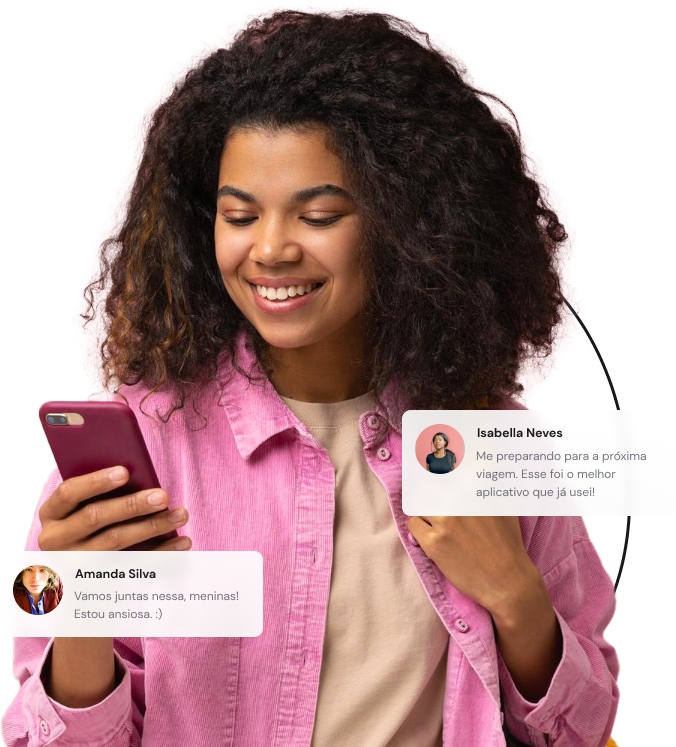 Isabella Neves
Me preparando para a próxima
viagem. Esse foi o melhor
aplicativo que já usei!
Amanda Silva
Vamos juntas nessa, meninas!
Estou ansiosa. :)